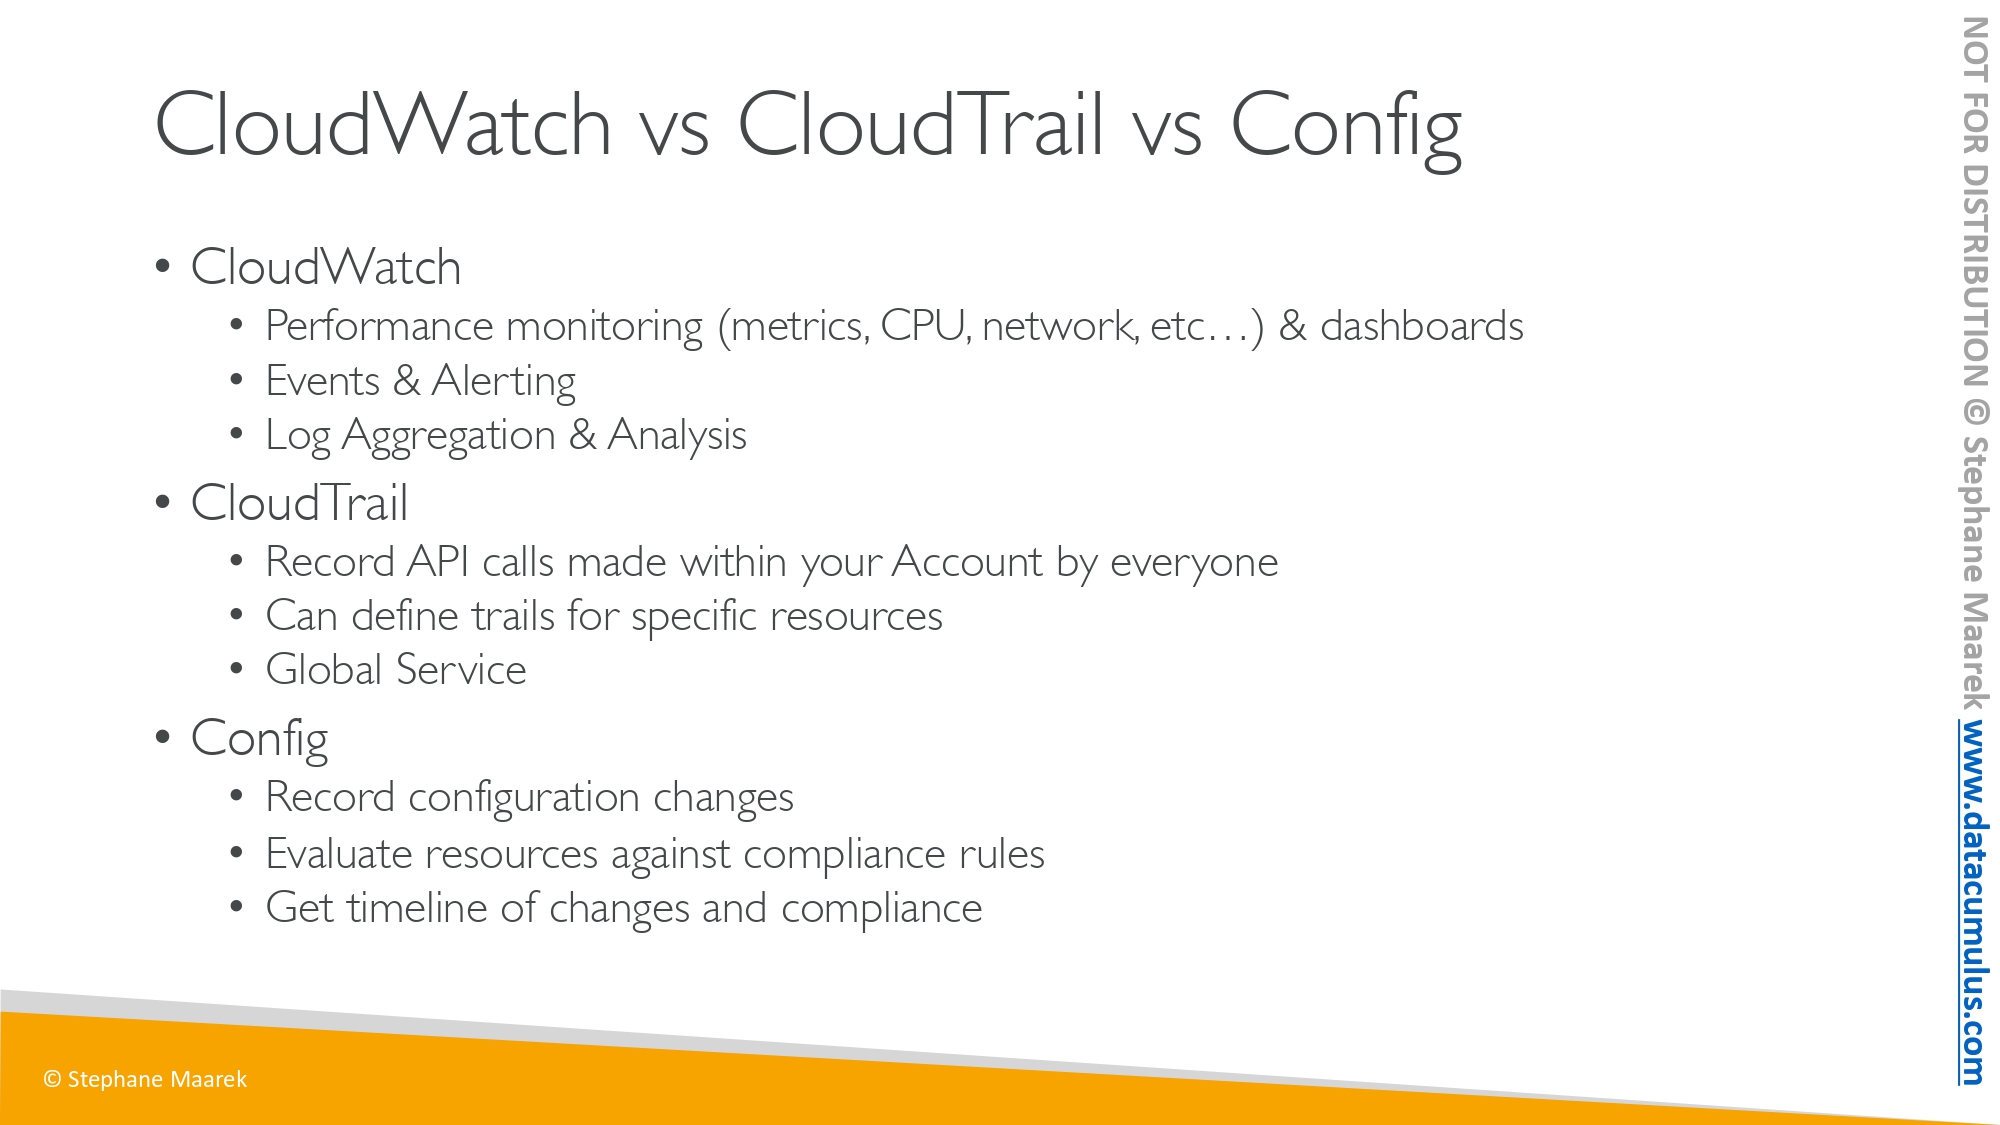 CloudWatch vs CloudTrail vs Config
• CloudWatch
• Performance monitoring (metrics, CPU, network, etc…) & dashboards
• Events & Alerting
• Log Aggregation & Analysis
• CloudTrail
• Record API calls made within your Account by everyone
• Can define trails for specific resources
• Global Service
• Config
• Record configuration changes
• Evaluate resources against compliance rules
• Get timeline of changes and compliance
© Stephane Maarek
NOT FOR DISTRIBUTION © Stephane Maarek www.datacumulus.com